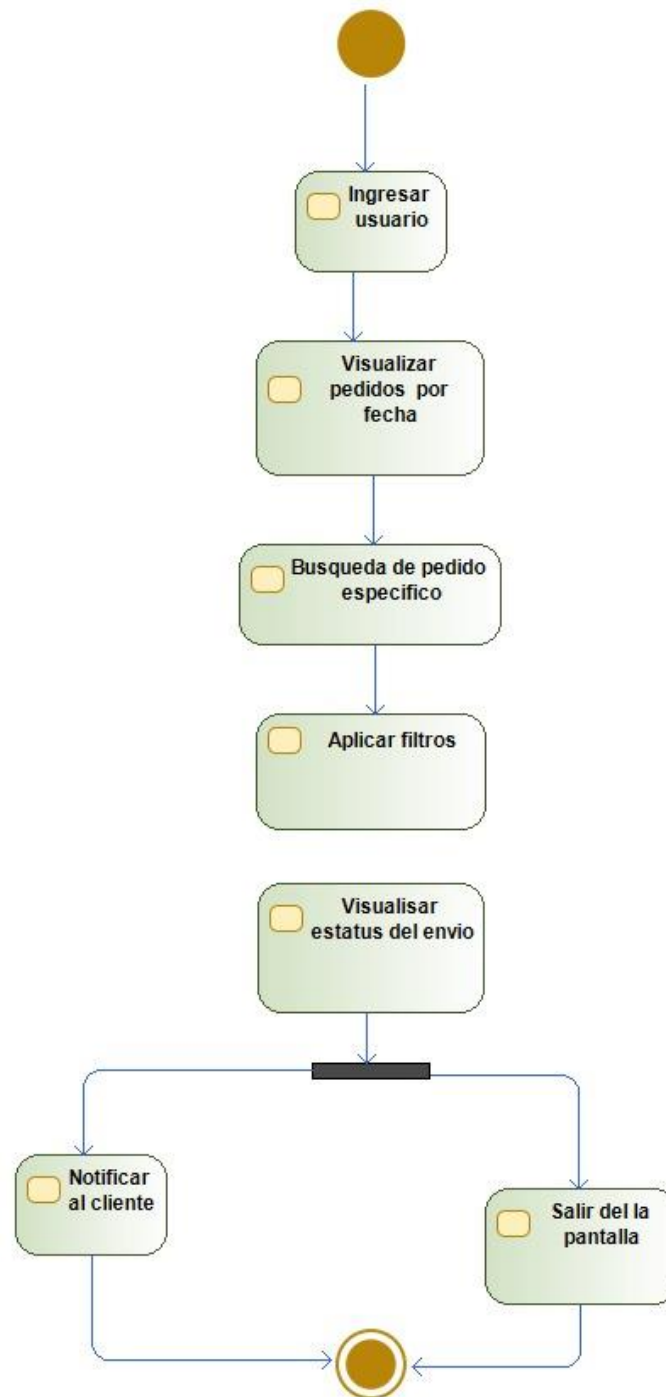 Ingresar
usuario
Visualizar
pedidos por
fecha
Busqueda de pedido
especifico
Aplicar filtros
Visualisar
estatus del envio
Notificar
al cliente
Salir del la
pantalla